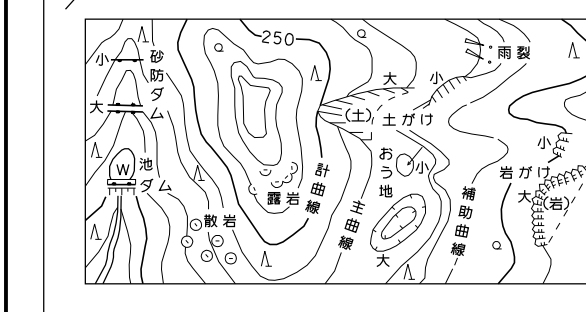 250
小
砂防ダム
雨裂
大
小
大
(土)
土がけ
小
W
池
ダム
おう地
小
岩がけ
大
(岩)
計曲線
露岩
主曲線
補助曲線
散岩
大